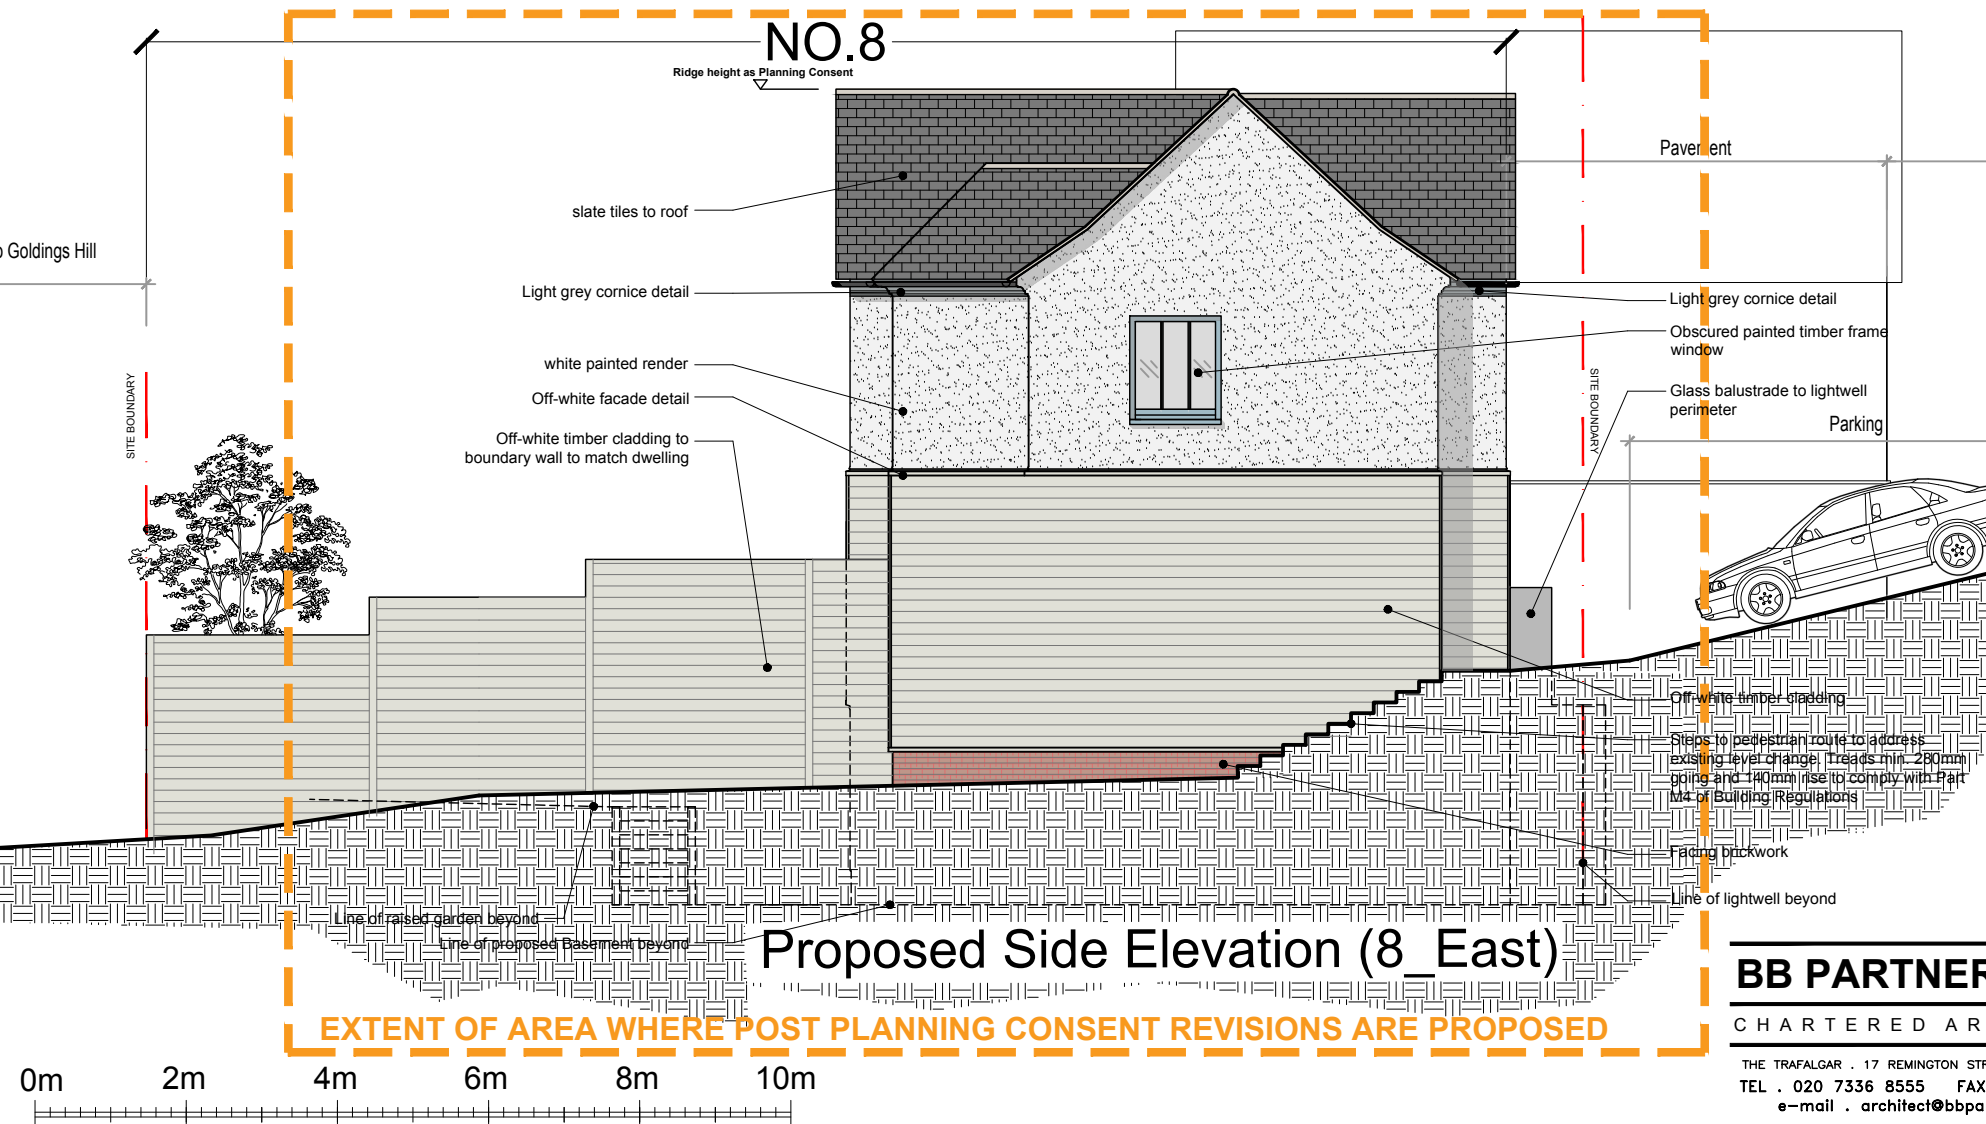 NO.8
Ridge height as Planning Consent
Pavement
slate tiles to roof
Goldings Hill
Light grey cornice detail
Light grey cornice detail
Obscured painted timber frame
window
white painted render
Off-white facade detail
Glass balustrade to lightwell
perimeter
SITE BOUNDARY
SITE BOUNDARY
Parking
Off-white timber cladding to
boundary wall to match dwelling
Off-white timber cladding
Steps to pedestrian route to address
existing level change. Treads min. 280mm
going and 140mm rise to comply with Part
M4 of Building Regulations
Facing brickwork
Line of lightwell beyond
Line of raised garden beyond
Line of proposed Basement beyond
Proposed Side Elevation (8_East)
EXTENT OF AREA WHERE POST PLANNING CONSENT REVISIONS ARE PROPOSED
0m 2m 4m 6m 8m 10m
BB PARTNER
CHARTERED AR
THE TRAFALGAR . 17 REMINGTON STR
TEL . 020 7336 8555 FAX
e-mail . architect@bbpa